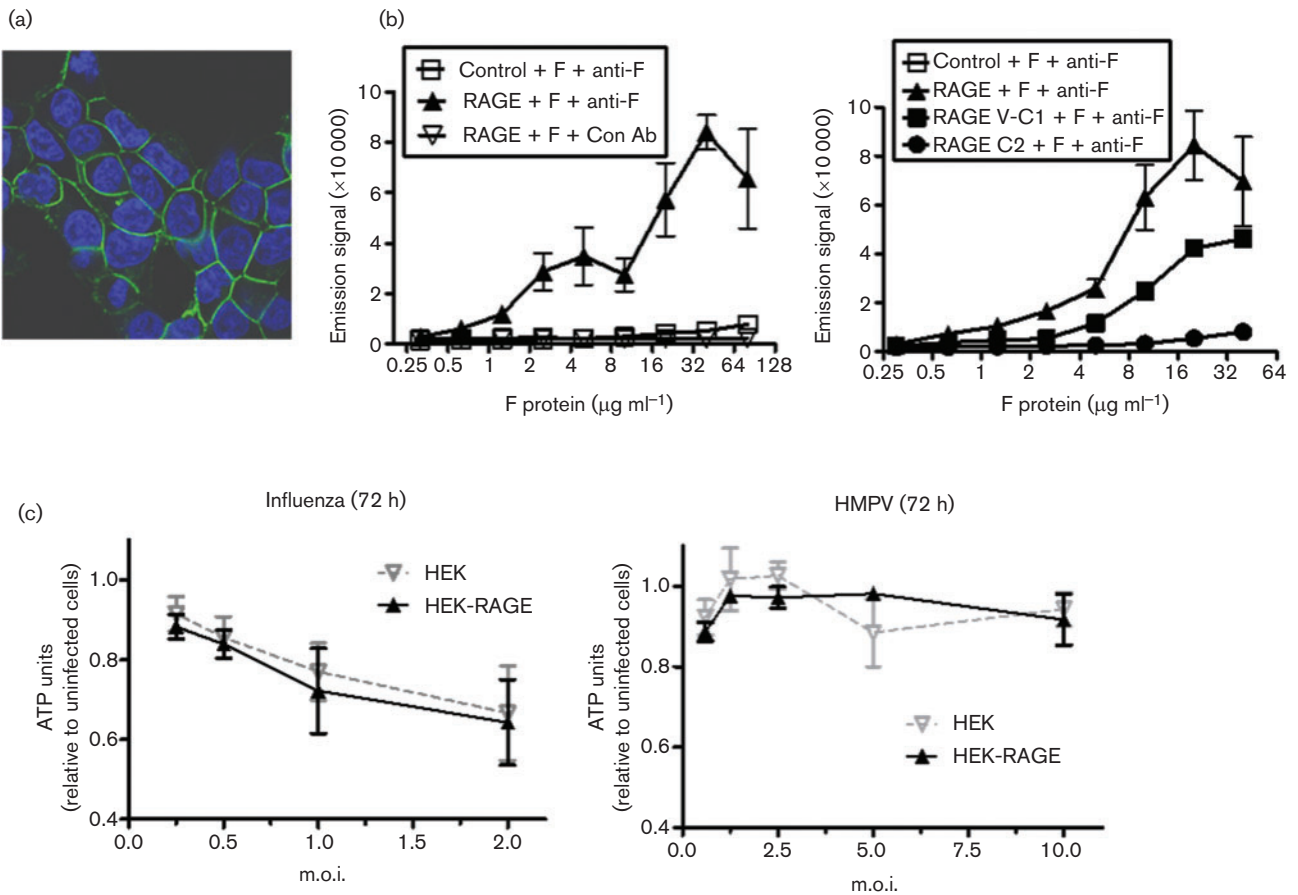 (a)
(b)
Control + F + anti-F
RAGE + F + anti-F
RAGE + F + Con Ab
Emission signal (×10 000)
10
8
6
4
2
0
0.25 0.5 1 2 4 8 16 32 64 128
F protein (μg ml⁻¹)
Control + F + anti-F
RAGE + F + anti-F
RAGE V-C1 + F + anti-F
RAGE C2 + F + anti-F
Emission signal (×10 000)
10
8
6
4
2
0
0.25 0.5 1 2 4 8 16 32 64
F protein (μg ml⁻¹)
(c)
Influenza (72 h)
HEK
HEK-RAGE
ATP units
(relative to uninfected cells)
1.0
0.8
0.6
0.4
0.0 0.5 1.0 1.5 2.0
m.o.i.
HMPV (72 h)
HEK
HEK-RAGE
ATP units
(relative to uninfected cells)
1.0
0.8
0.6
0.4
0.0 2.5 5.0 7.5 10.0
m.o.i.